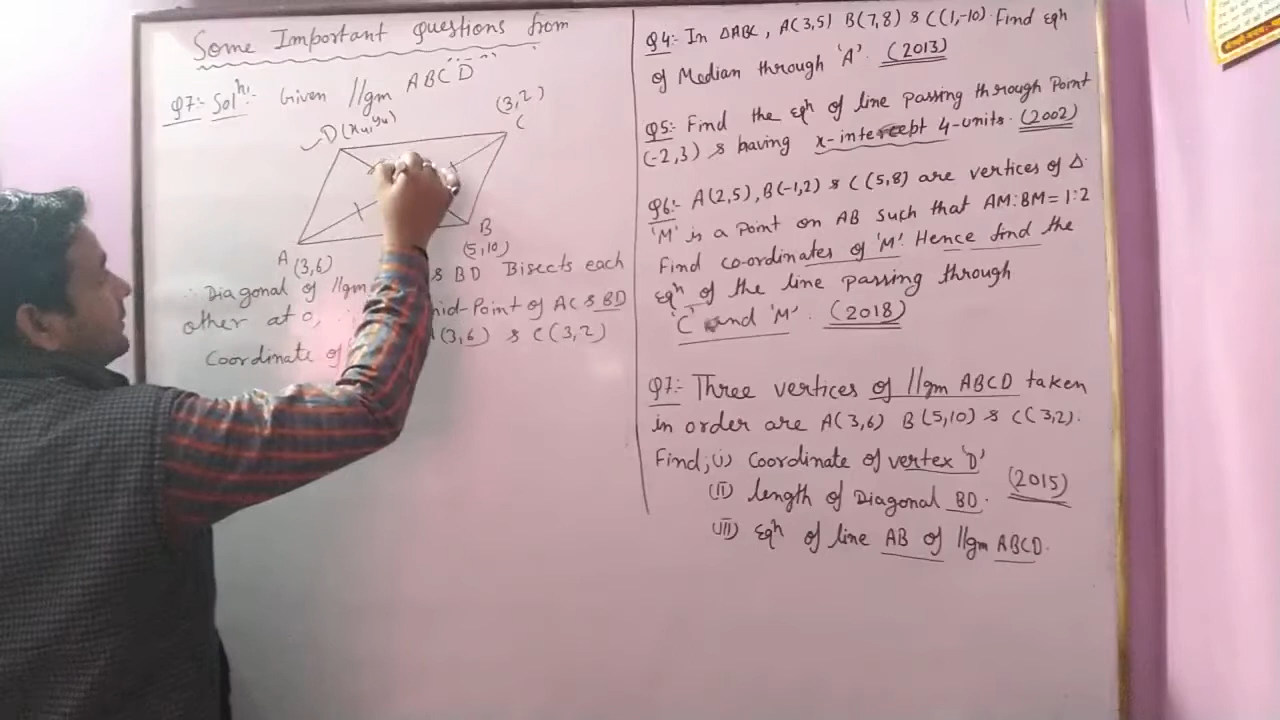 Some Important Questions from
Q7:- Solⁿ:- Given //gm ABCD
D(x₄,y₄)
(3,2)
C
A
(3,6)
B
(5,10)
∴ Diagonal of //gm & BD Bisects each
other at O, mid-Point of AC & BD
Coordinate of (3,6) & C(3,2)
Q4:- In ΔABC, A(3,5) B(7,8) & C(1,-10). Find eqⁿ
of Median through 'A'. (2013)
Q5:- Find the eqⁿ of line passing through Point
(-2,3) & having x-intercept 4-units. (2002)
Q6:- A(2,5), B(-1,2) & C(5,8) are vertices of Δ.
'M' is a point on AB such that AM:BM=1:2
Find co-ordinates of 'M'. Hence find the
eqⁿ of the line passing through
'C' and 'M'. (2018)
Q7:- Three vertices of //gm ABCD taken
in order are A(3,6) B(5,10) & C(3,2).
Find; (i) Coordinate of vertex 'D'
(ii) length of Diagonal BD. (2015)
(iii) Eqⁿ of line AB of //gm ABCD.